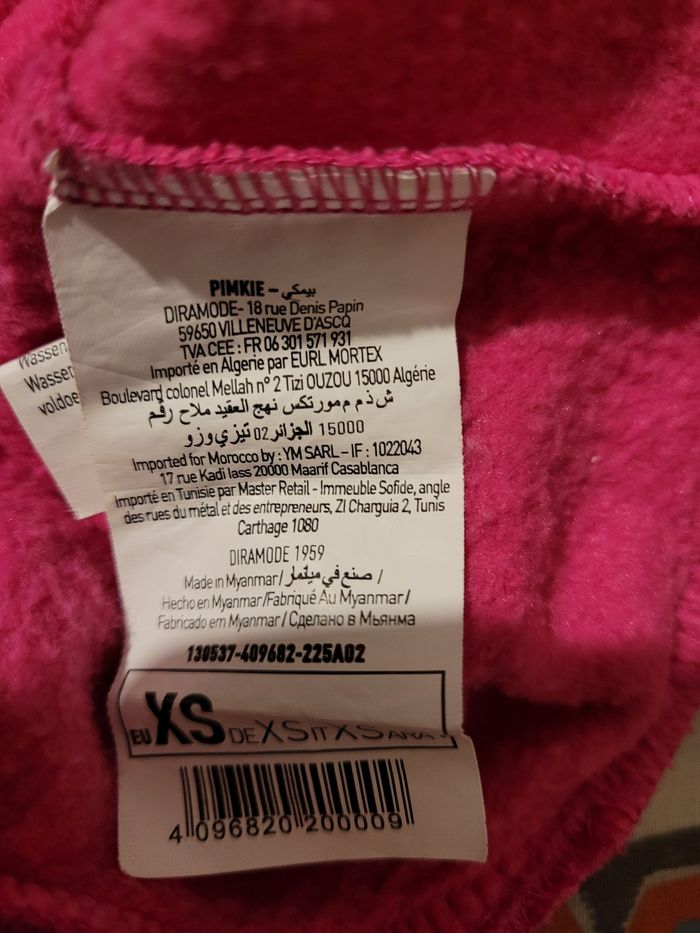 PIMKIE – بيمكي
DIRAMODE- 18 rue Denis Papin
59650 VILLENEUVE D'ASCQ
TVA CEE : FR 06 301 571 931
Importé en Algerie par EURL MORTEX
Boulevard colonel Mellah n° 2 Tizi OUZOU 15000 Algérie
ش ذ م م مورتكس نهج العقيد ملاح رقم
02 تيزي وزو 15000 الجزائر
Imported for Morocco by : YM SARL – IF : 1022043
17 rue Kadi Iass 20000 Maarif Casablanca
Importé en Tunisie par Master Retail - Immeuble Sofide, angle
des rues du métal et des entrepreneurs, ZI Charguia 2, Tunis
Carthage 1080
DIRAMODE 1959
Made in Myanmar/ صنع في ميانمار /
Hecho en Myanmar/Fabriqué Au Myanmar/
Fabricado em Myanmar/Сделано в Мьянма
130537-409682-225A02
EU XS DE XS IT XS
4 096820 200009
Wassen
Wasser
voldoe